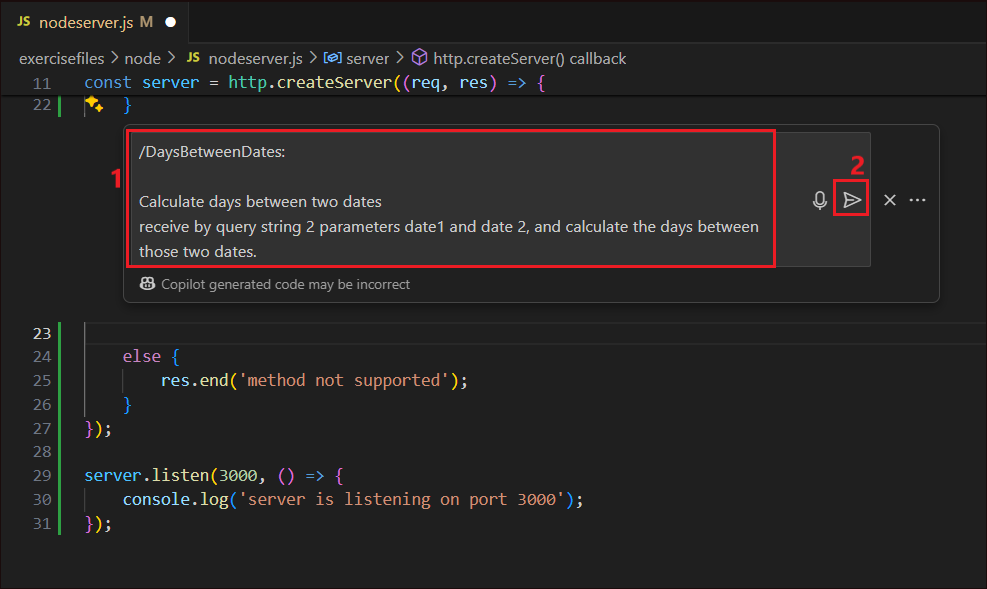 JS nodeserver.js M
exercisefiles > node > JS nodeserver.js > server > http.createServer() callback
11 const server = http.createServer((req, res) => {
22 }
/DaysBetweenDates:
1
2
Calculate days between two dates
receive by query string 2 parameters date1 and date 2, and calculate the days between
those two dates.
Copilot generated code may be incorrect
23
24 else {
25 res.end('method not supported');
26 }
27 });
28
29 server.listen(3000, () => {
30 console.log('server is listening on port 3000');
31 });